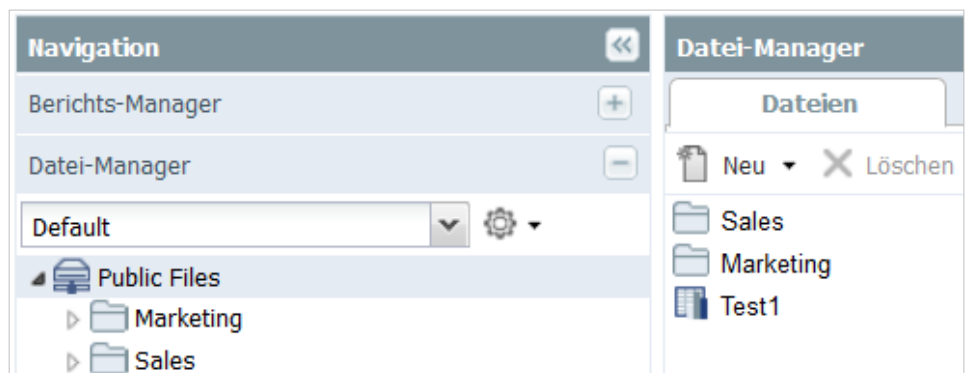 Navigation
Berichts-Manager
Datei-Manager
Default
Public Files
Marketing
Sales
Datei-Manager
Dateien
Neu Löschen
Sales
Marketing
Test1